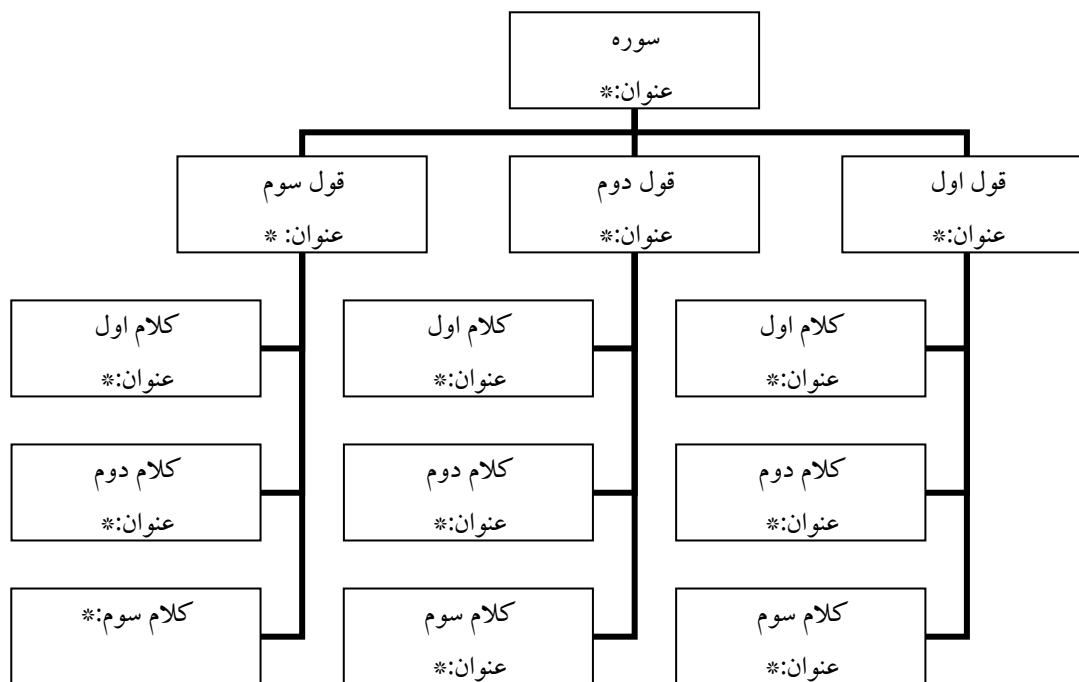 سوره
عنوان:*
قول اول
عنوان:*
قول دوم
عنوان:*
قول سوم
عنوان: *
کلام اول
عنوان:*
کلام اول
عنوان:*
کلام اول
عنوان:*
کلام دوم
عنوان:*
کلام دوم
عنوان:*
کلام دوم
عنوان:*
کلام سوم
عنوان:*
کلام سوم
عنوان:*
کلام سوم:*